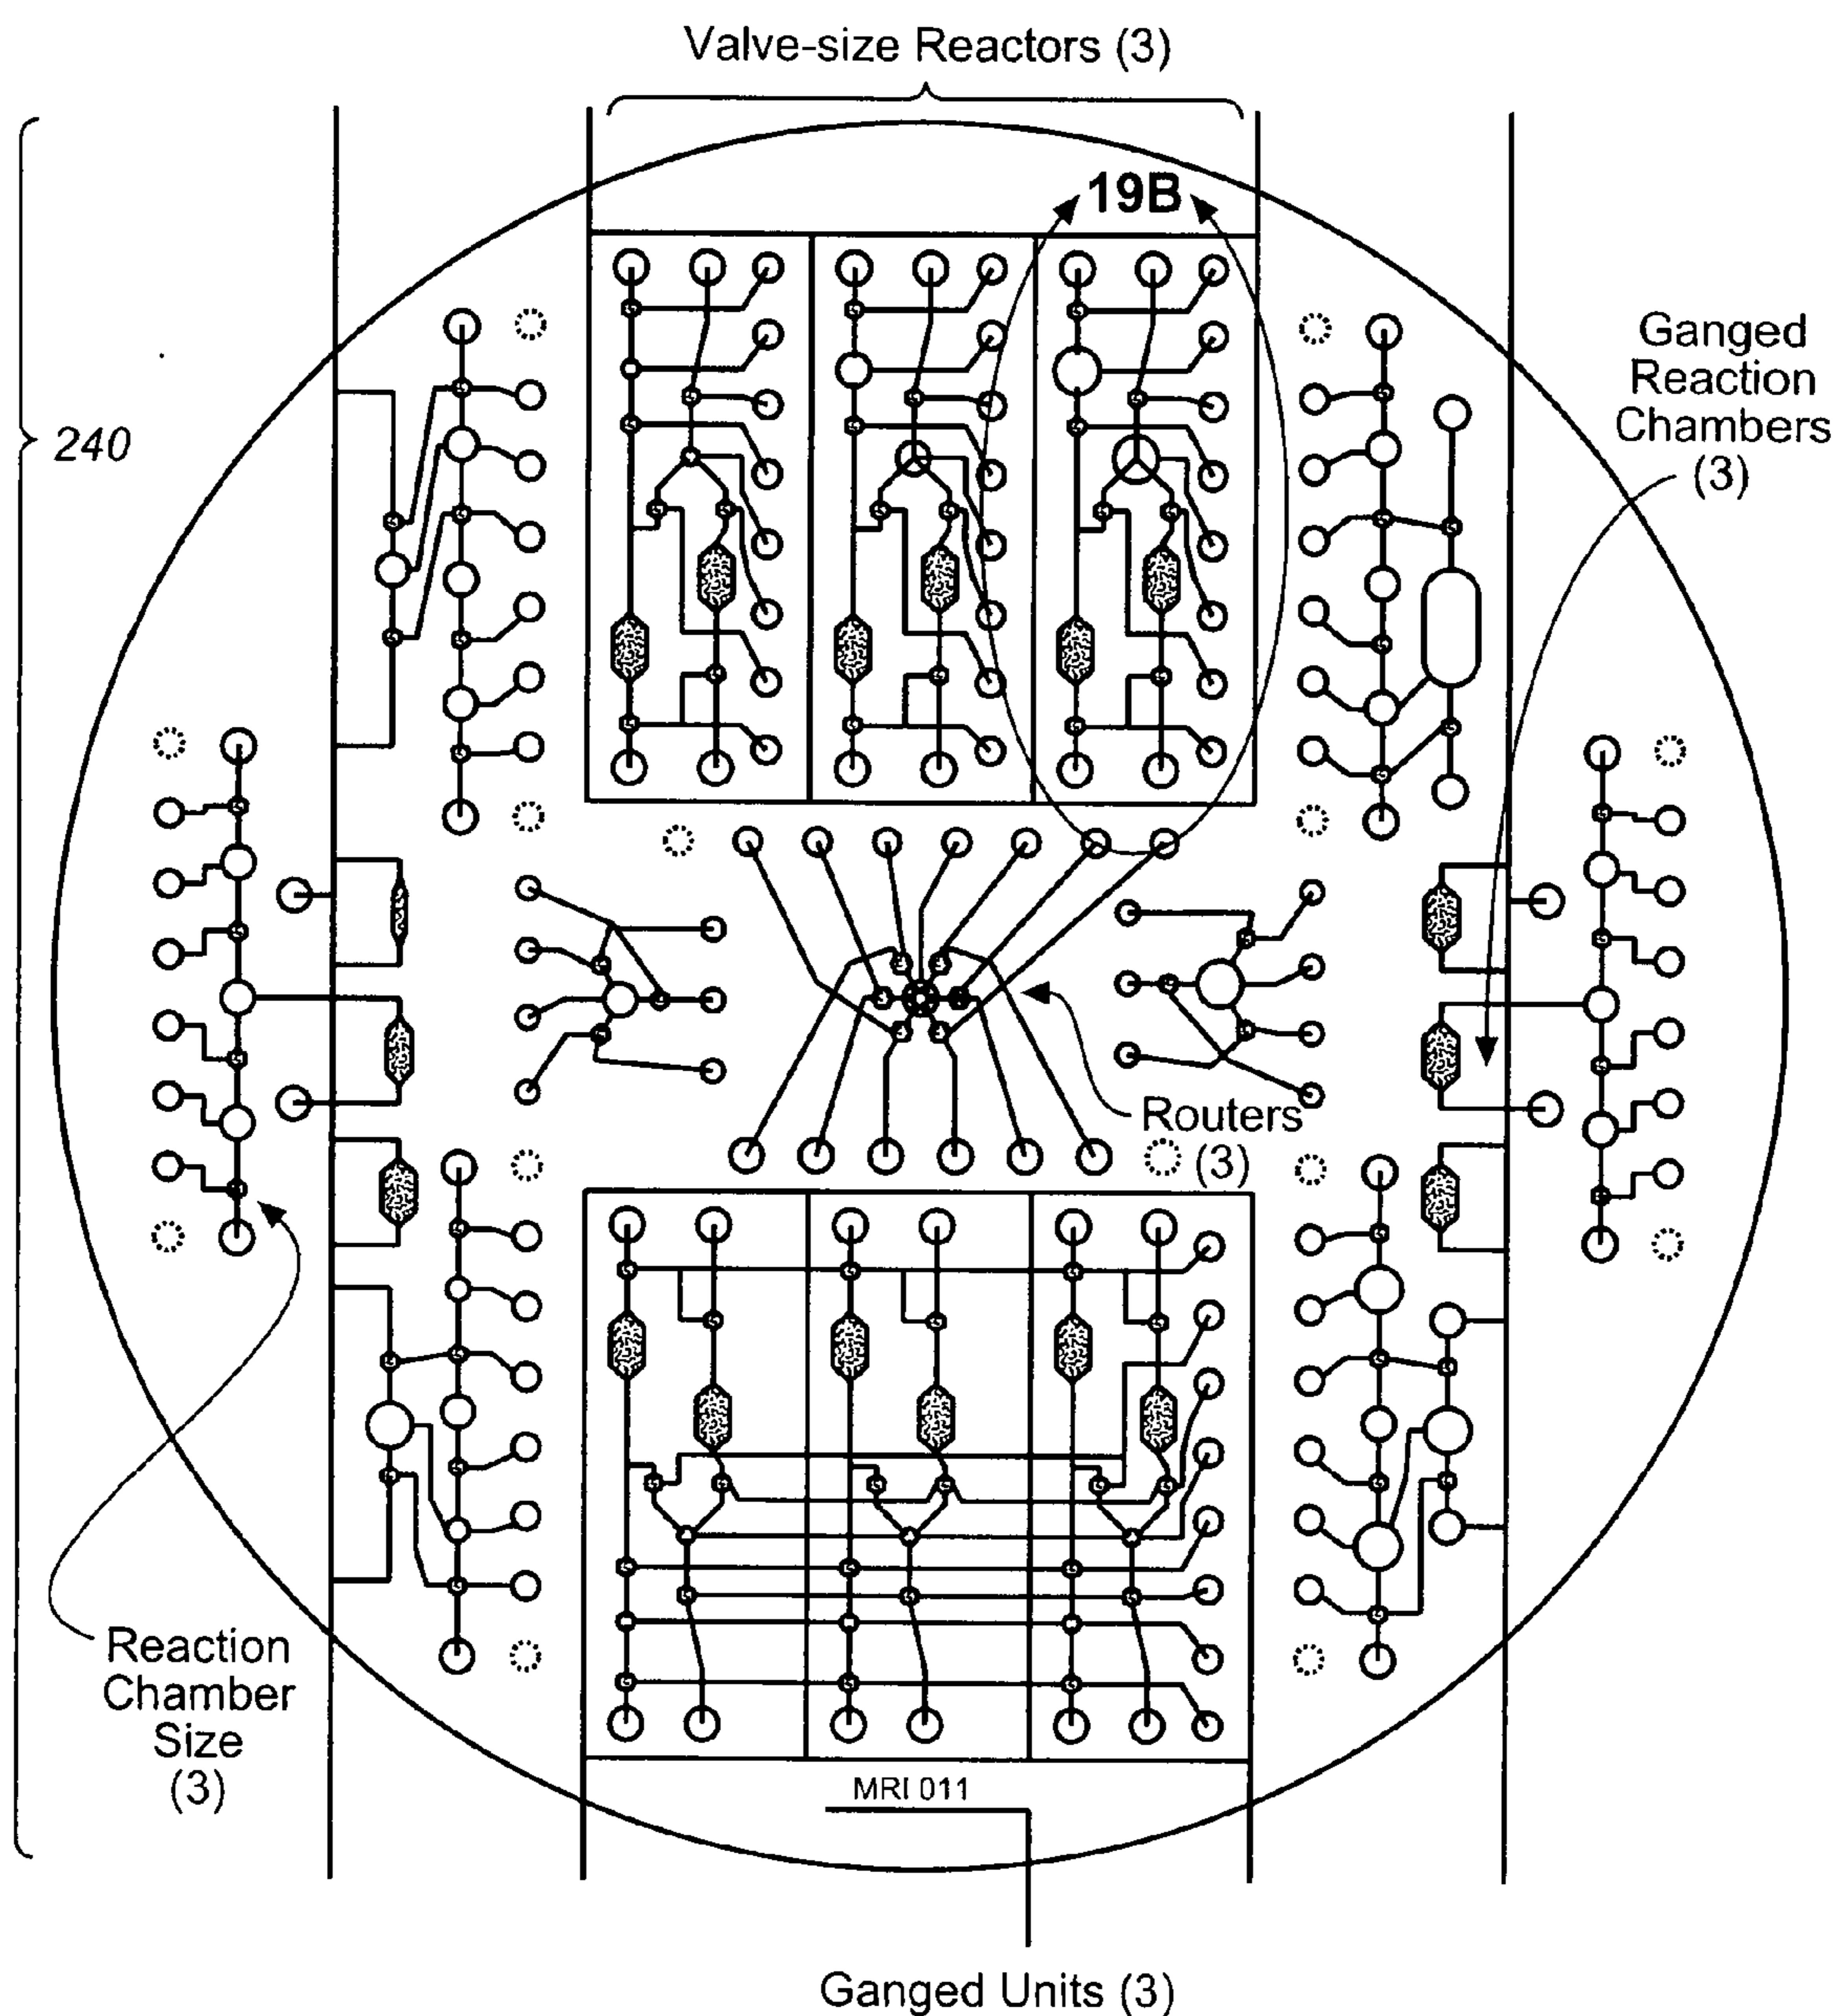 Valve-size Reactors (3)
19B
240
Ganged
Reaction
Chambers
(3)
Routers
(3)
Reaction
Chamber
Size
(3)
MRI 011
Ganged Units (3)